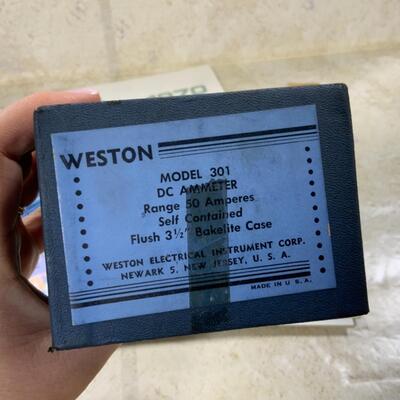 WESTON
MODEL 301
DC AMMETER
Range 50 Amperes
Self Contained
Flush 3½" Bakelite Case
WESTON ELECTRICAL INSTRUMENT CORP.
NEWARK 5, NEW JERSEY, U. S. A.
MADE IN U. S. A.